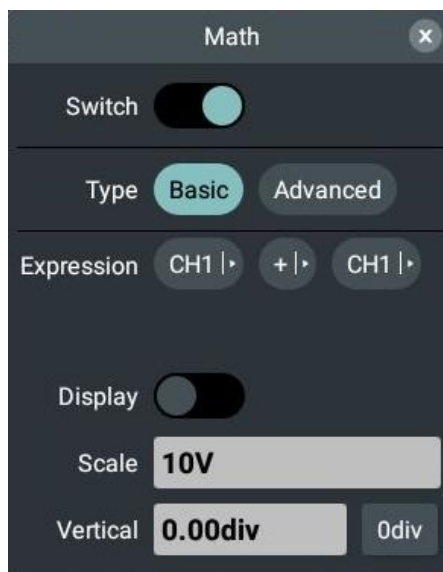 Math x
Switch
Type Basic Advanced
Expression CH1 + CH1
Display
Scale 10V
Vertical 0.00div 0div